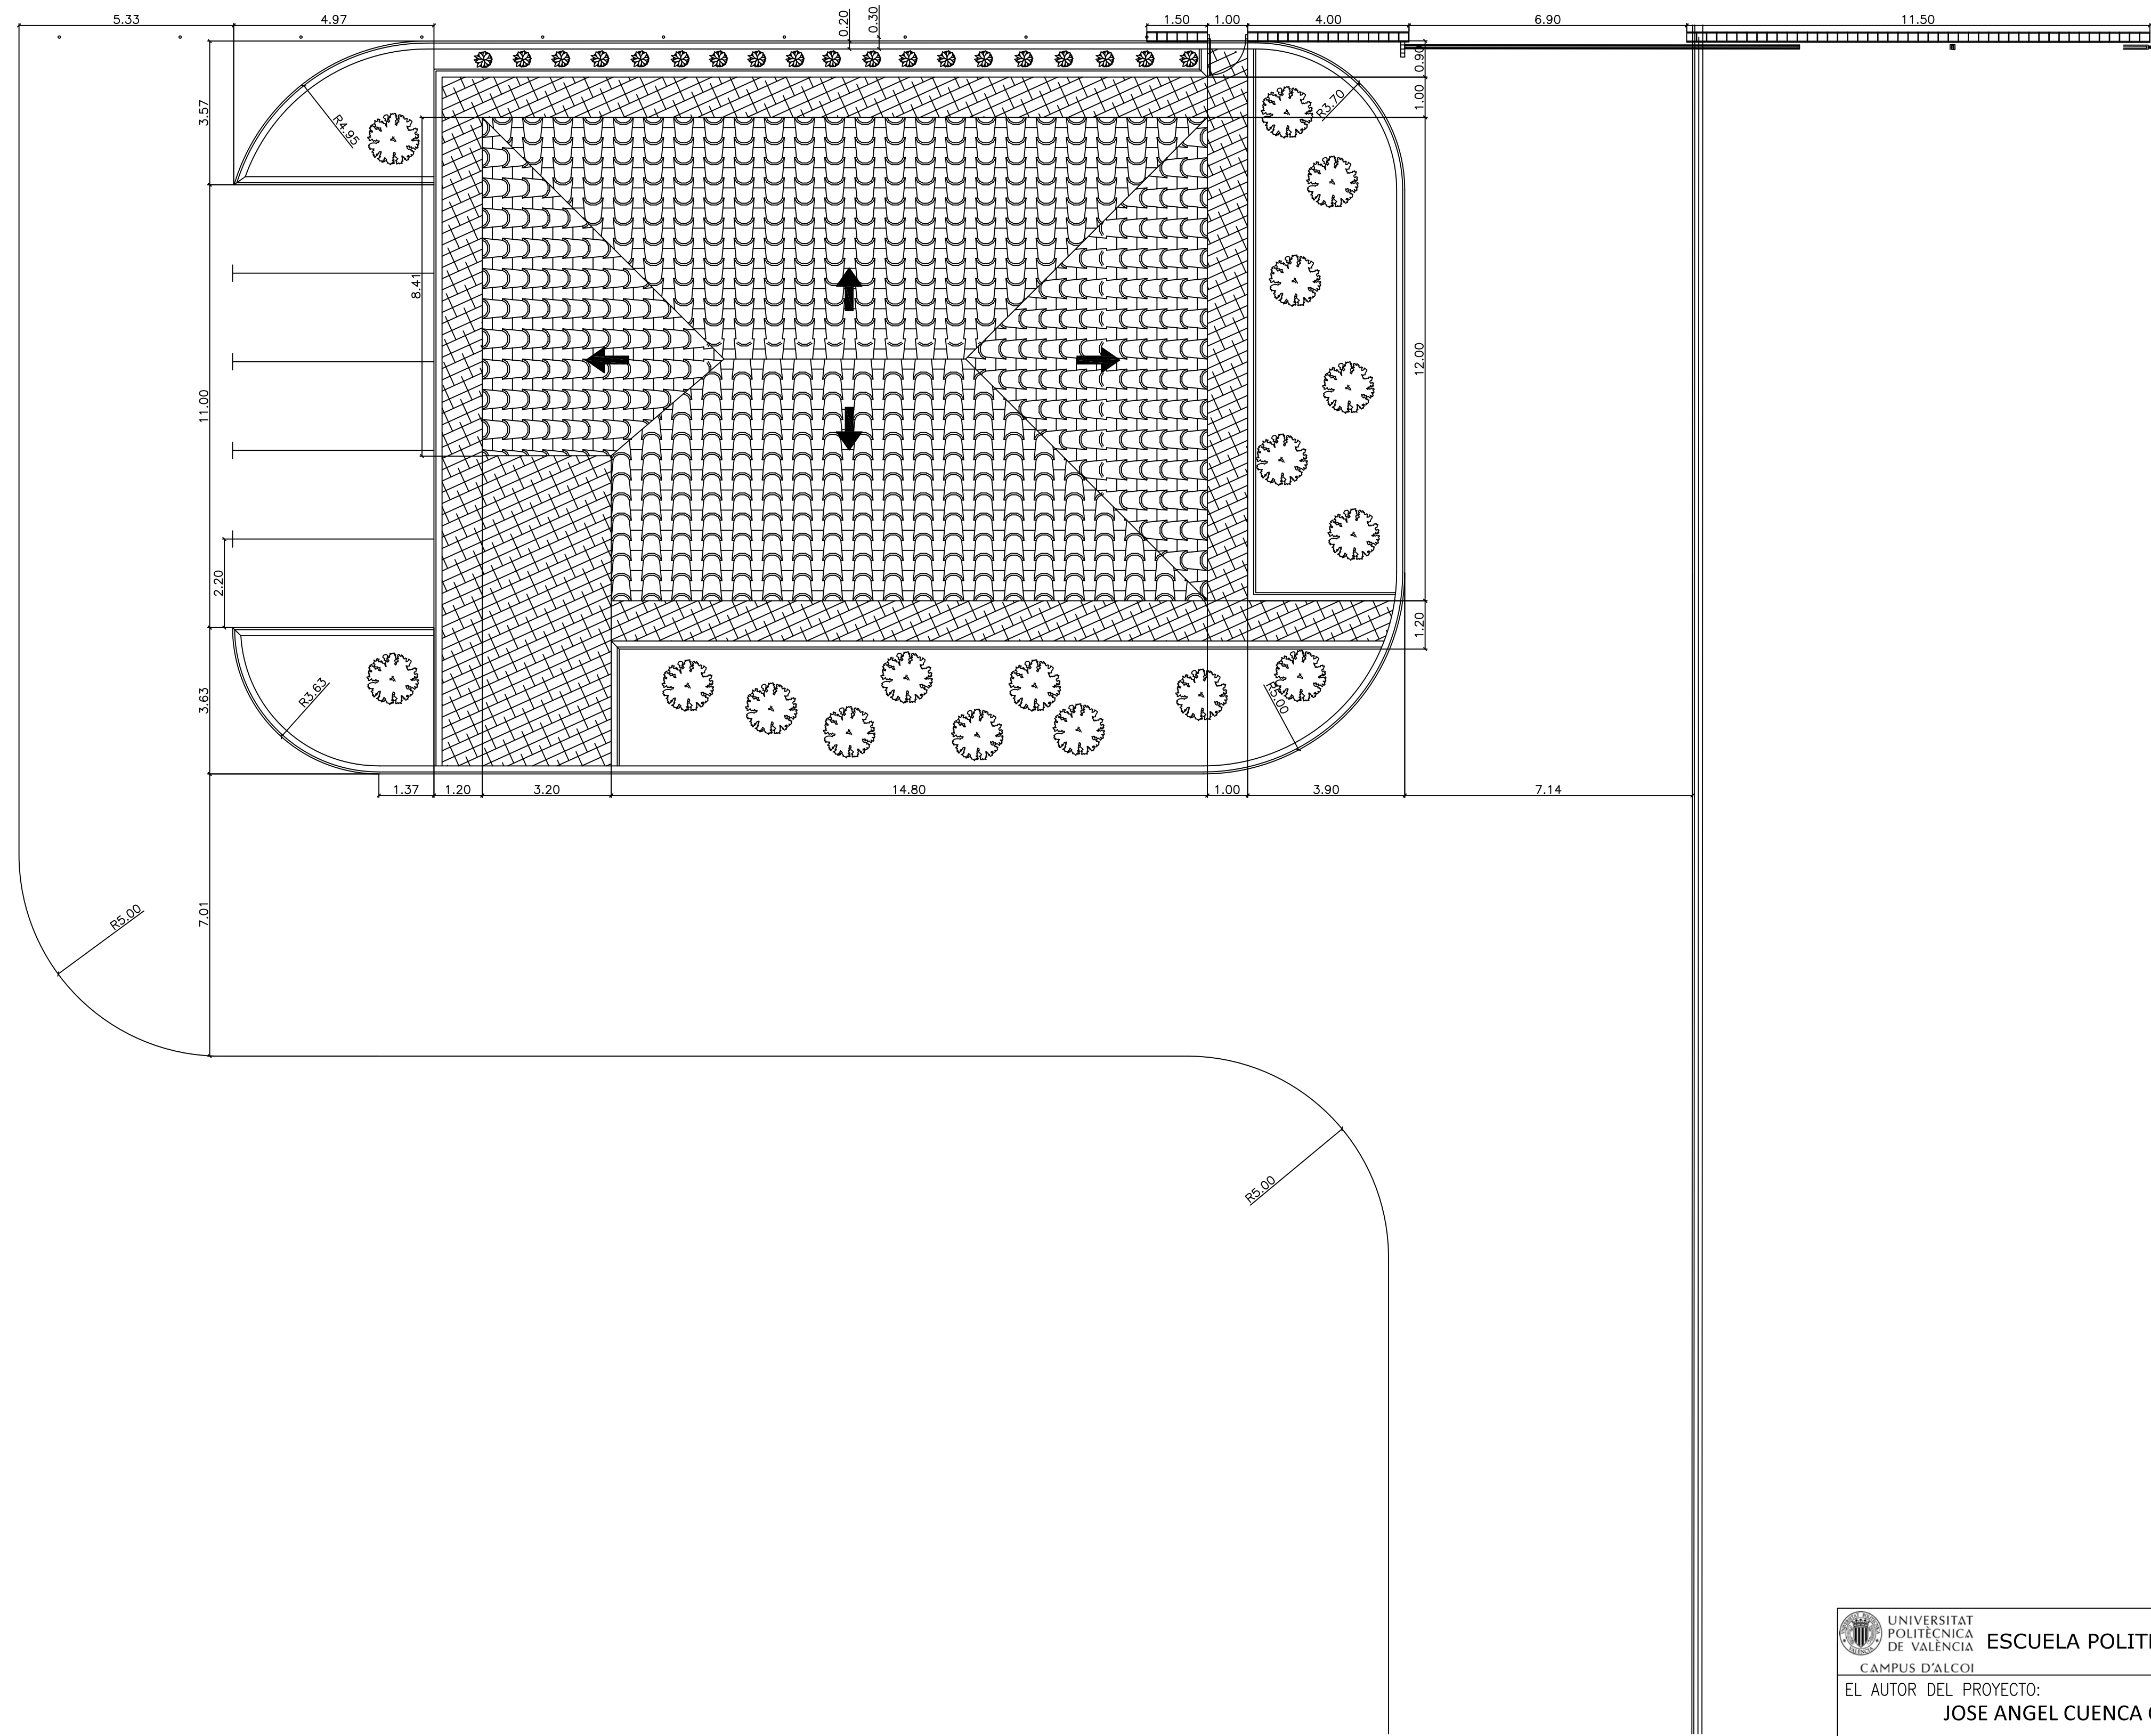 5.33
4.97
0.20
0.30
1.50
1.00
4.00
6.90
11.50
0.90
3.57
R4.95
R3.70
1.00
8.41
12.00
11.00
2.20
1.20
3.63
R3.63
R5.00
1.37
1.20
3.20
14.80
1.00
3.90
7.14
7.01
R5.00
R5.00
UNIVERSITAT
POLITÈCNICA
DE VALÈNCIA
CAMPUS D'ALCOI
ESCUELA
EL AUTOR DEL PROYECTO:
JOSE ANGEL CUENCA